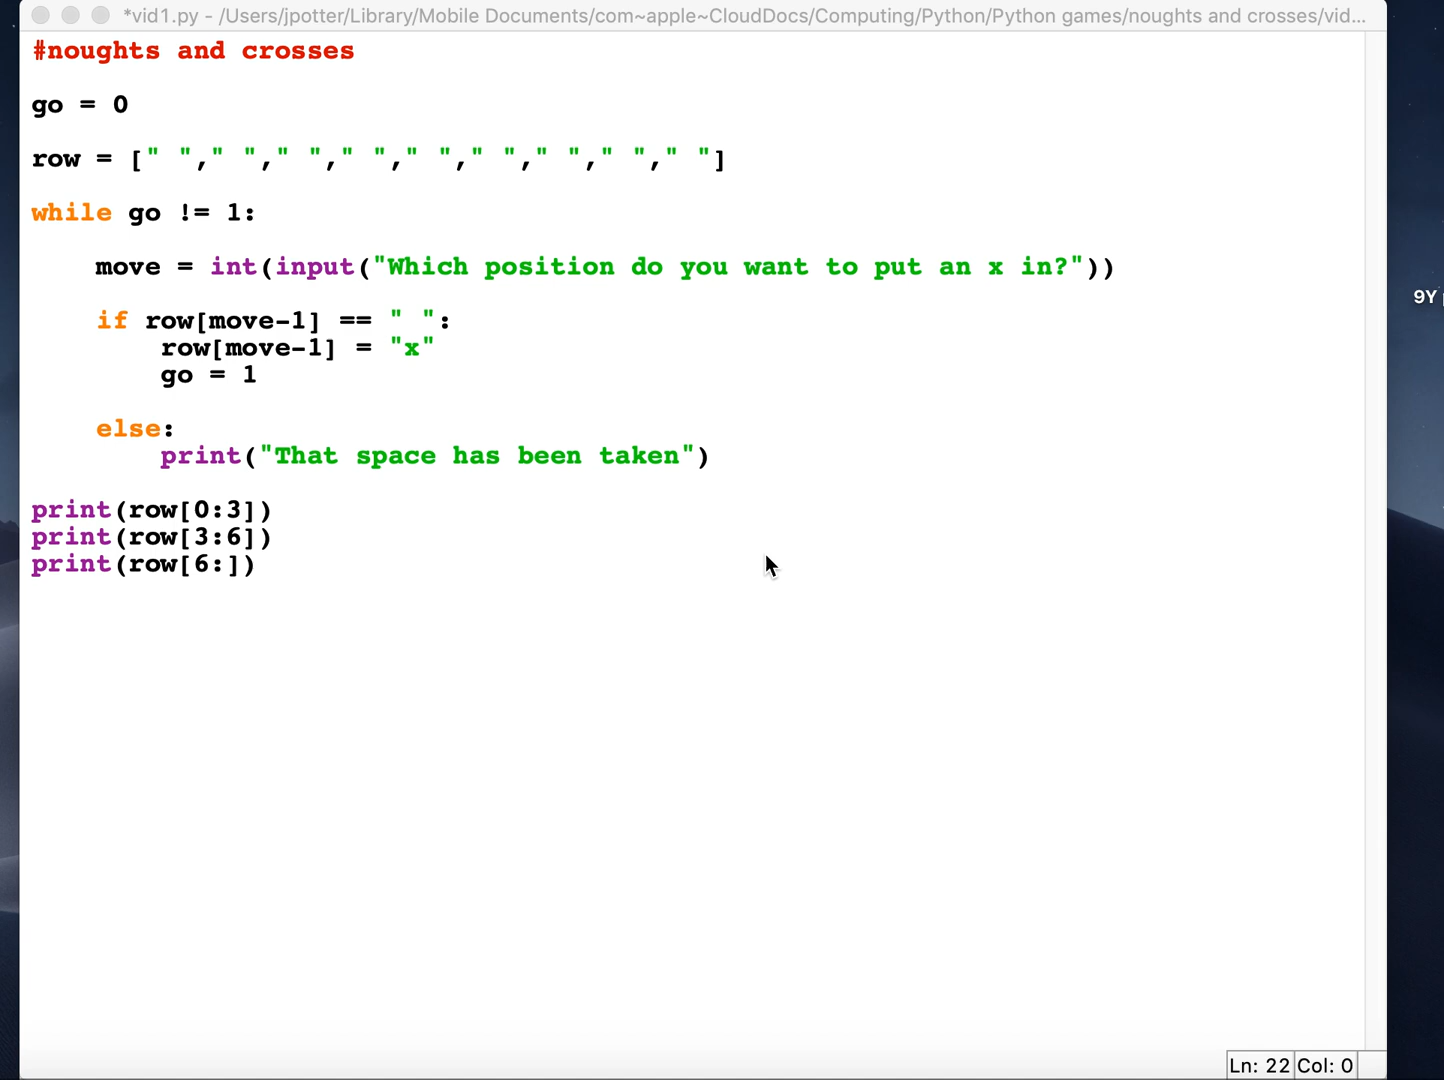 *vid1.py - /Users/jpotter/Library/Mobile Documents/com~apple~CloudDocs/Computing/Python/Python games/noughts and crosses/vid...
#noughts and crosses
go = 0
row = [" "," "," "," "," "," "," "," "," "]
while go != 1:
    move = int(input("Which position do you want to put an x in?"))
9Y
    if row[move-1] == " ":
        row[move-1] = "x"
        go = 1
    else:
        print("That space has been taken")
print(row[0:3])
print(row[3:6])
print(row[6:])
Ln: 22 Col: 0